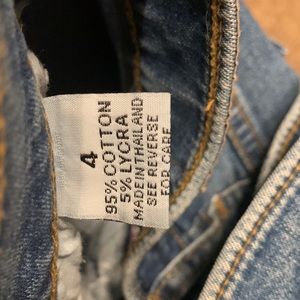 4
95% COTTON
5% LYCRA
MADE IN THAILAND
SEE REVERSE
FOR CARE